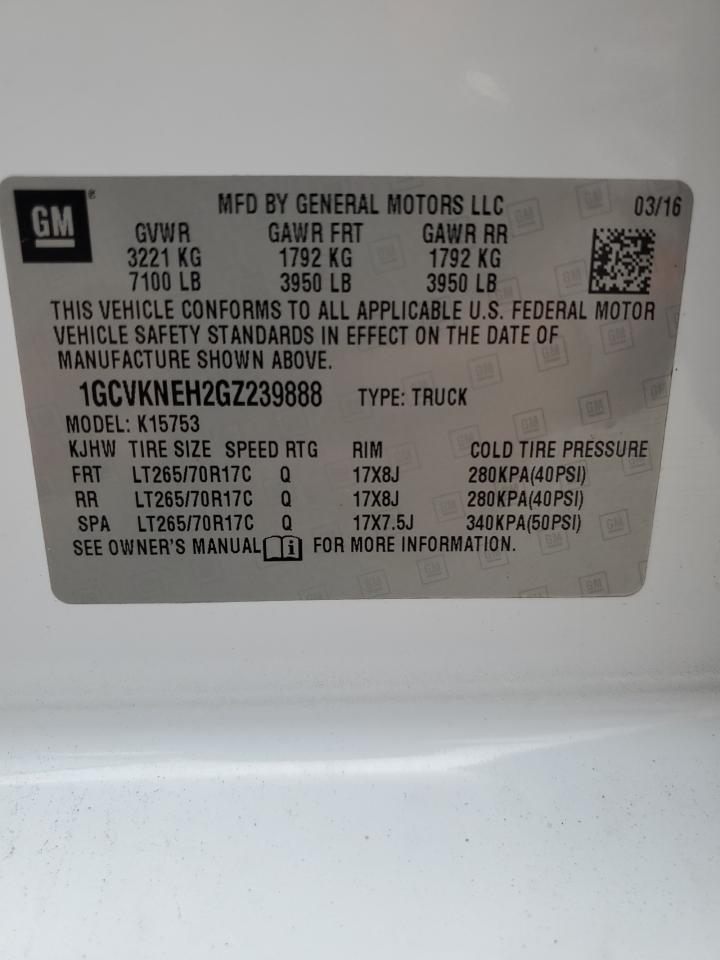 GM ® MFD BY GENERAL MOTORS LLC 03/16
GVWR GAWR FRT GAWR RR
3221 KG 1792 KG 1792 KG
7100 LB 3950 LB 3950 LB
THIS VEHICLE CONFORMS TO ALL APPLICABLE U.S. FEDERAL MOTOR
VEHICLE SAFETY STANDARDS IN EFFECT ON THE DATE OF
MANUFACTURE SHOWN ABOVE.
1GCVKNEH2GZ239888 TYPE: TRUCK
MODEL: K15753
KJHW TIRE SIZE SPEED RTG RIM COLD TIRE PRESSURE
FRT LT265/70R17C Q 17X8J 280KPA(40PSI)
RR LT265/70R17C Q 17X8J 280KPA(40PSI)
SPA LT265/70R17C Q 17X7.5J 340KPA(50PSI)
SEE OWNER'S MANUAL i FOR MORE INFORMATION.